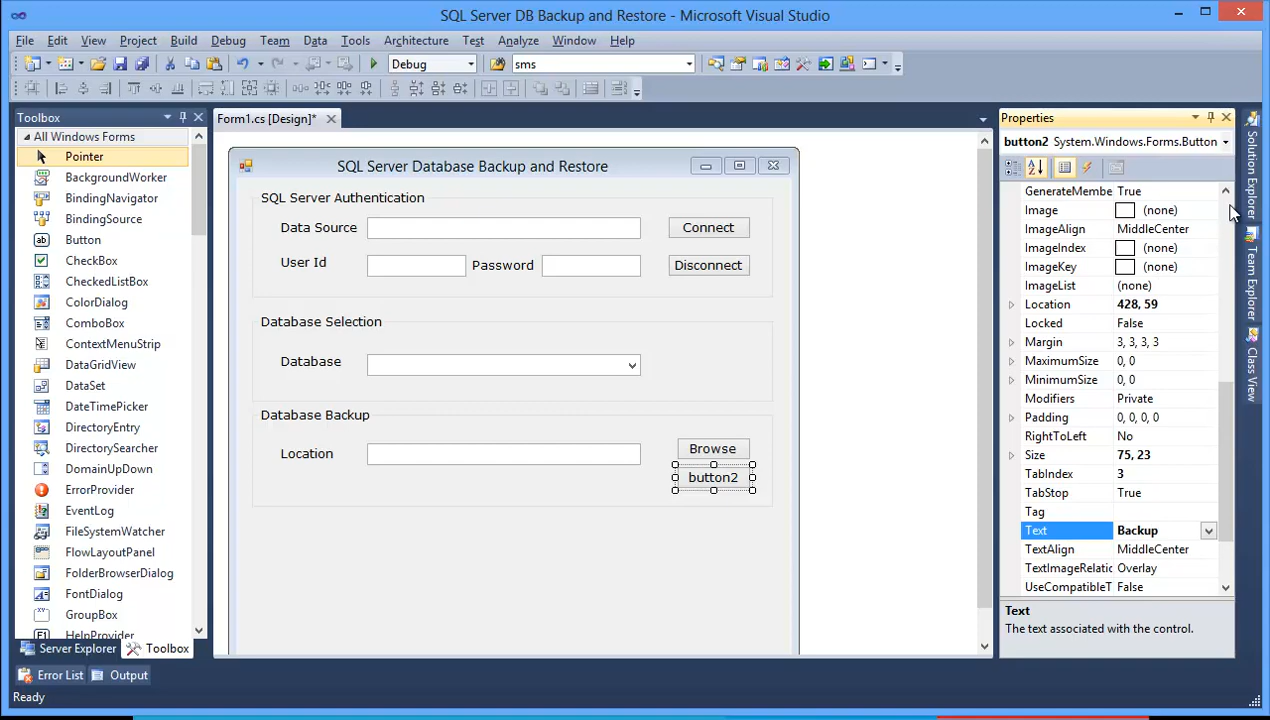 SQL Server DB Backup and Restore - Microsoft Visual Studio
File Edit View Project Build Debug Team Data Tools Architecture Test Analyze Window Help
Debug sms
Toolbox
All Windows Forms
Pointer
BackgroundWorker
BindingNavigator
BindingSource
Button
CheckBox
CheckedListBox
ColorDialog
ComboBox
ContextMenuStrip
DataGridView
DataSet
DateTimePicker
DirectoryEntry
DirectorySearcher
DomainUpDown
ErrorProvider
EventLog
FileSystemWatcher
FlowLayoutPanel
FolderBrowserDialog
FontDialog
GroupBox
HelpProvider
Server Explorer Toolbox
Form1.cs [Design]*
SQL Server Database Backup and Restore
SQL Server Authentication
Data Source Connect
User Id Password Disconnect
Database Selection
Database
Database Backup
Location Browse
button2
Properties
button2 System.Windows.Forms.Button
GenerateMembe True
Image (none)
ImageAlign MiddleCenter
ImageIndex (none)
ImageKey (none)
ImageList (none)
Location 428, 59
Locked False
Margin 3, 3, 3, 3
MaximumSize 0, 0
MinimumSize 0, 0
Modifiers Private
Padding 0, 0, 0, 0
RightToLeft No
Size 75, 23
TabIndex 3
TabStop True
Tag
Text Backup
TextAlign MiddleCenter
TextImageRelatic Overlay
UseCompatibleT False
Text
The text associated with the control.
Solution Explorer
Team Explorer
Class View
Error List Output
Ready